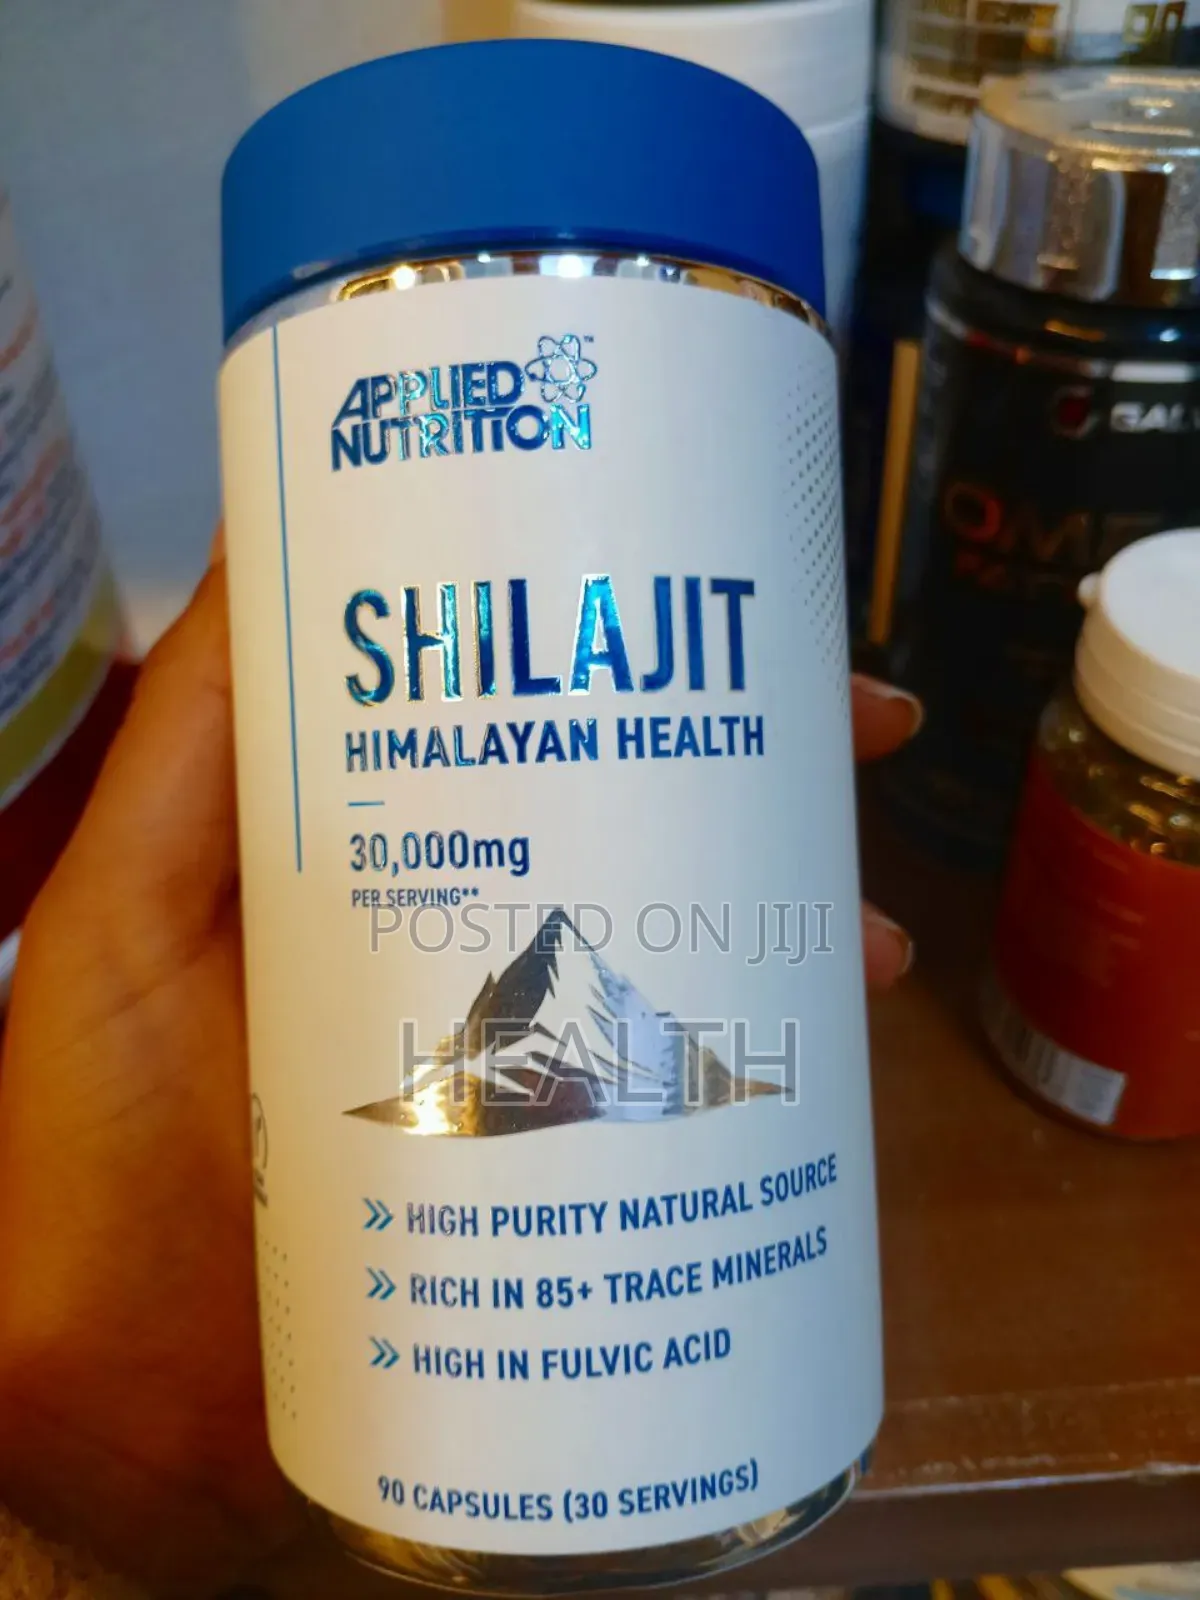 APPLIED
NUTRITION™
SHILAJIT
HIMALAYAN HEALTH
30,000mg
PER SERVING**
POSTED ON JIJI
HEALTH
HIGH PURITY NATURAL SOURCE
RICH IN 85+ TRACE MINERALS
HIGH IN FULVIC ACID
90 CAPSULES (30 SERVINGS)